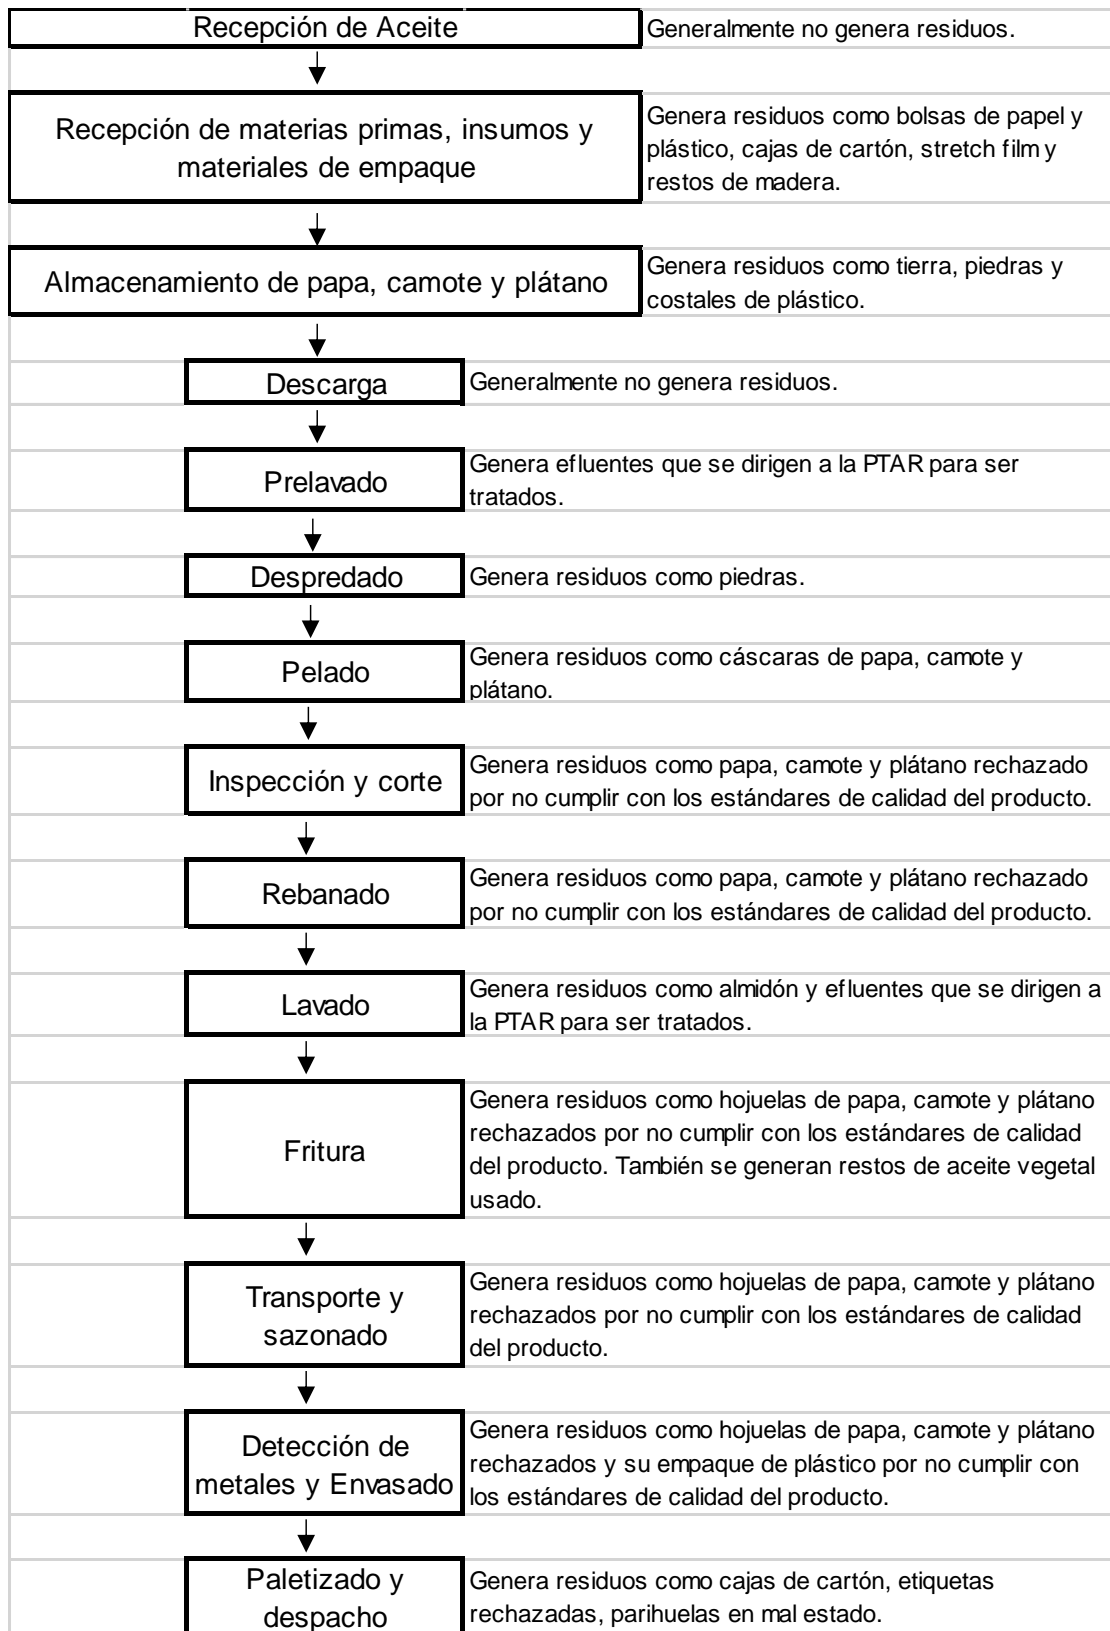 Recepción de Aceite
Generalmente no genera residuos.
Recepción de materias primas, insumos y
materiales de empaque
Genera residuos como bolsas de papel y
plástico, cajas de cartón, stretch film y
restos de madera.
Almacenamiento de papa, camote y plátano
Genera residuos como tierra, piedras y
costales de plástico.
Descarga
Generalmente no genera residuos.
Prelavado
Genera efluentes que se dirigen a la PTAR para ser
tratados.
Despredado
Genera residuos como piedras.
Pelado
Genera residuos como cáscaras de papa, camote y
plátano.
Inspección y corte
Genera residuos como papa, camote y plátano rechazado
por no cumplir con los estándares de calidad del producto.
Rebanado
Genera residuos como papa, camote y plátano rechazado
por no cumplir con los estándares de calidad del producto.
Lavado
Genera residuos como almidón y efluentes que se dirigen a
la PTAR para ser tratados.
Fritura
Genera residuos como hojuelas de papa, camote y plátano
rechazados por no cumplir con los estándares de calidad
del producto. También se generan restos de aceite vegetal
usado.
Transporte y
sazonado
Genera residuos como hojuelas de papa, camote y plátano
rechazados por no cumplir con los estándares de calidad
del producto.
Detección de
metales y Envasado
Genera residuos como hojuelas de papa, camote y plátano
rechazados y su empaque de plástico por no cumplir con
los estándares de calidad del producto.
Paletizado y
despacho
Genera residuos como cajas de cartón, etiquetas
rechazadas, parihuelas en mal estado.